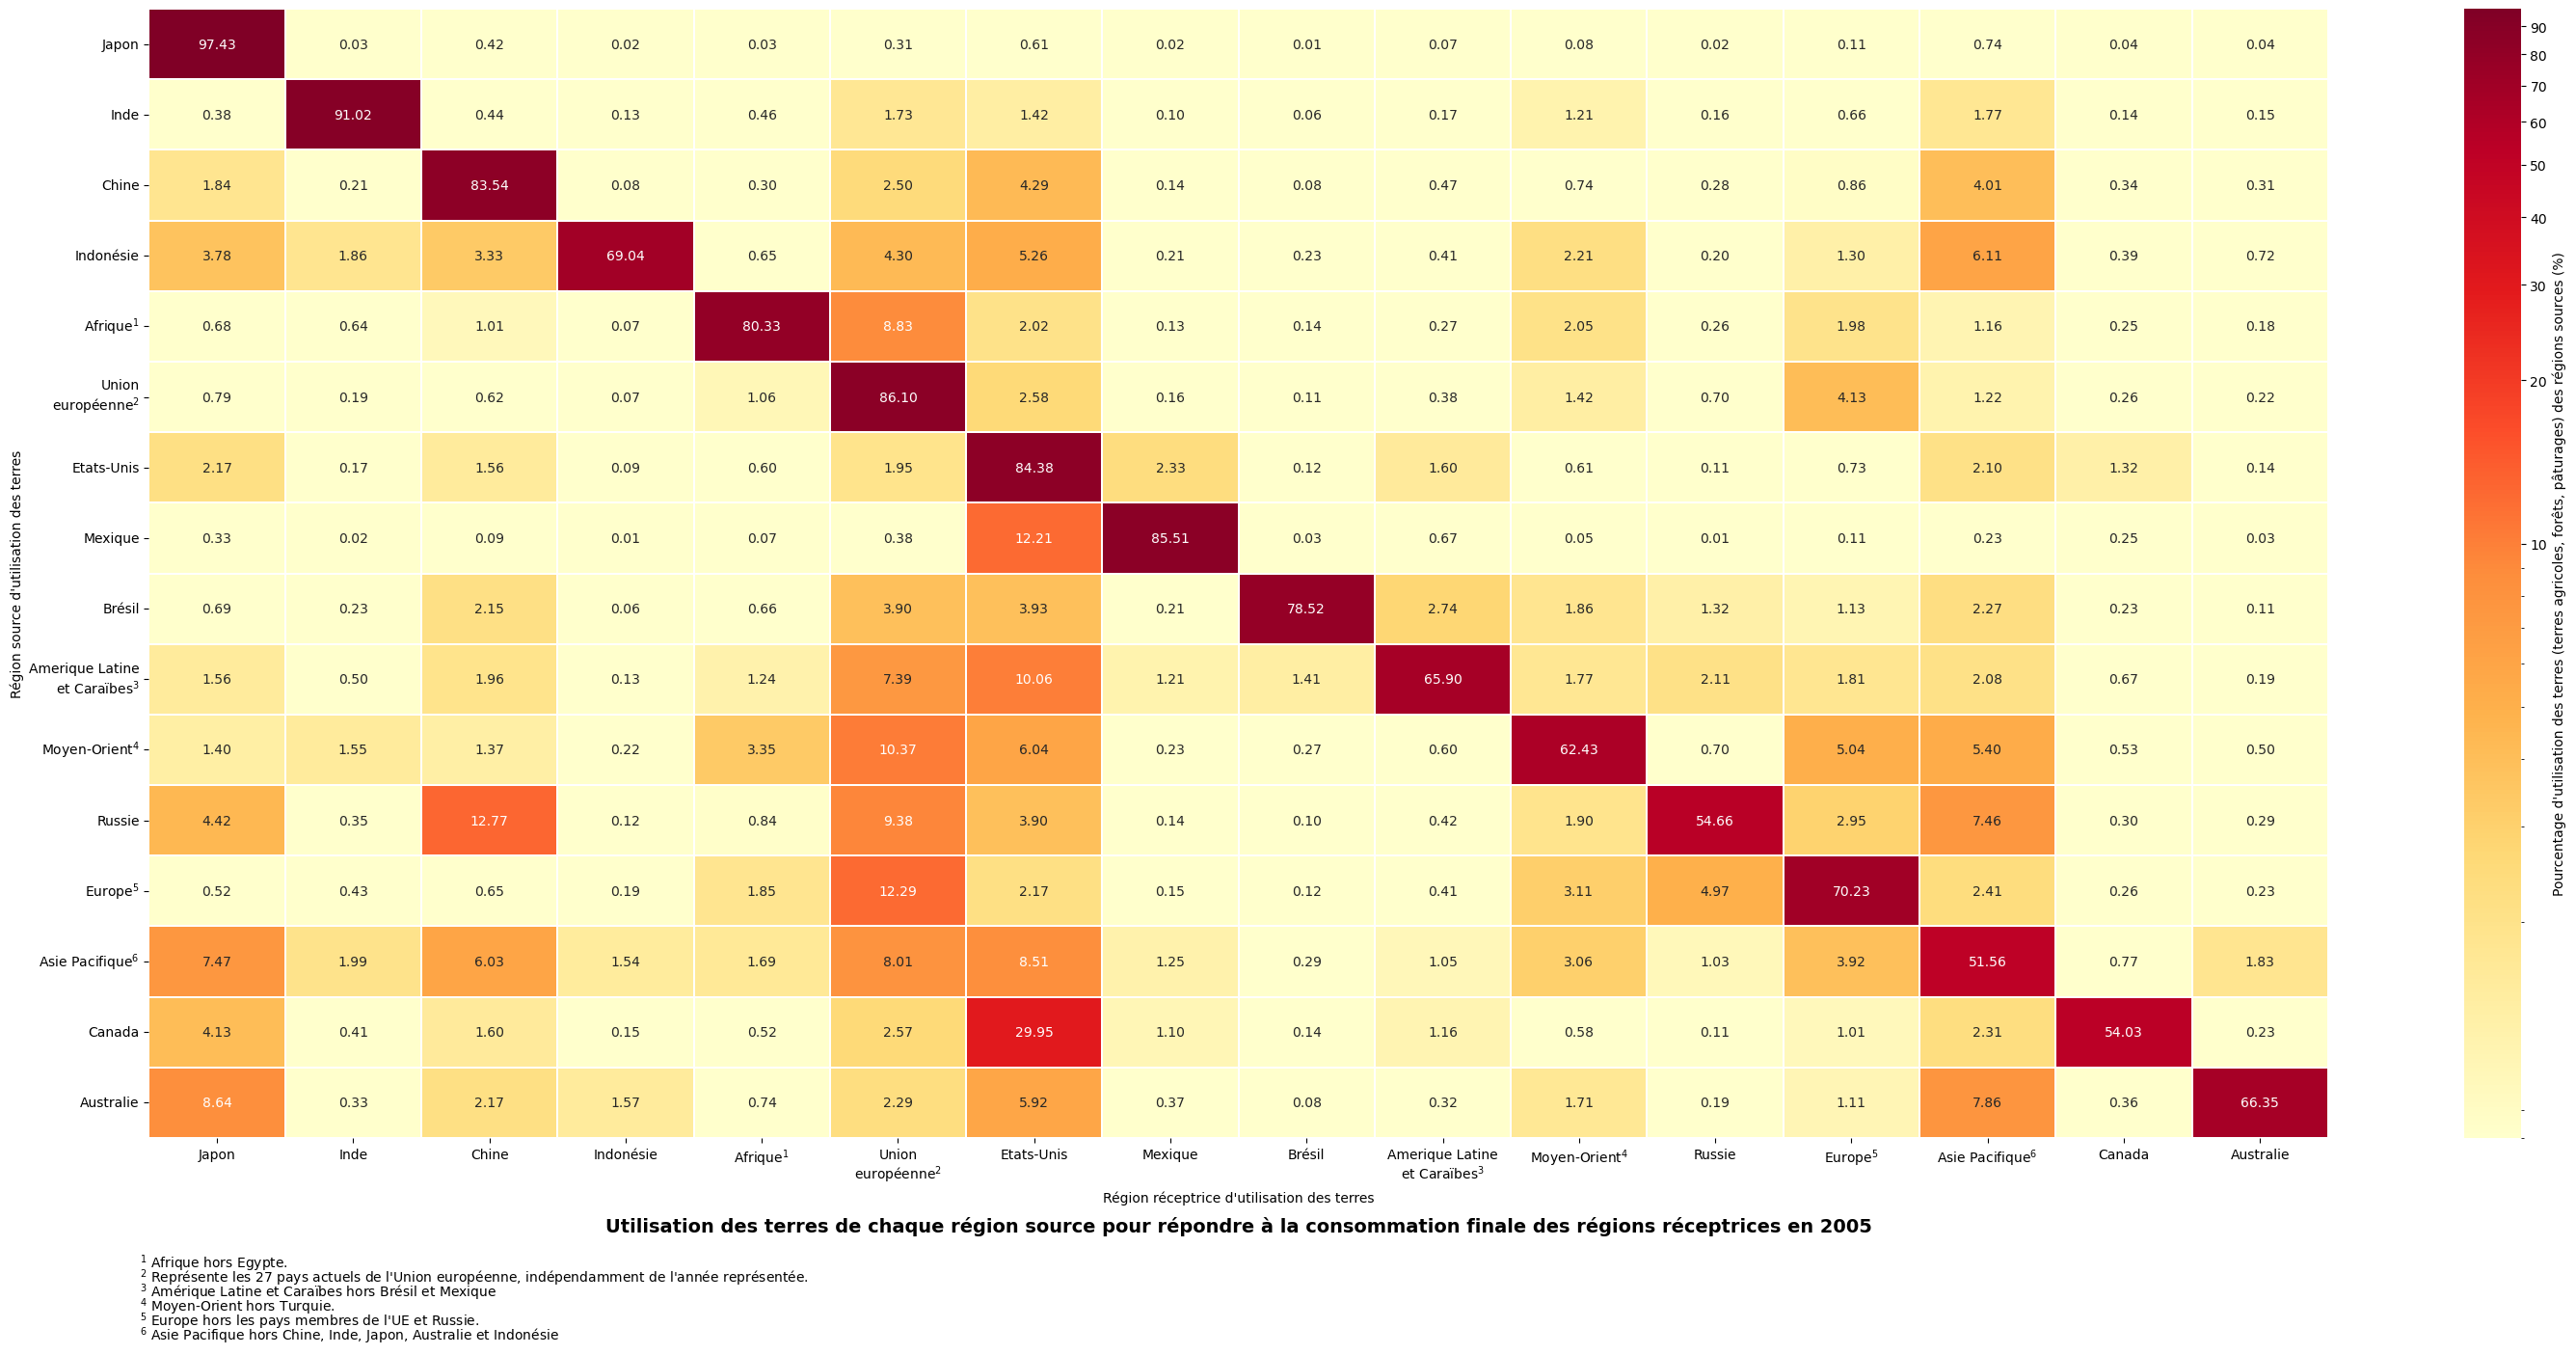 Japon 97.43 0.03 0.42 0.02 0.03 0.31 0.61 0.02 0.01 0.07 0.08 0.02 0.11 0.74 0.04 0.04
Inde 0.38 91.02 0.44 0.13 0.46 1.73 1.42 0.10 0.06 0.17 1.21 0.16 0.66 1.77 0.14 0.15
Chine 1.84 0.21 83.54 0.08 0.30 2.50 4.29 0.14 0.08 0.47 0.74 0.28 0.86 4.01 0.34 0.31
Indonésie 3.78 1.86 3.33 69.04 0.65 4.30 5.26 0.21 0.23 0.41 2.21 0.20 1.30 6.11 0.39 0.72
Afrique¹ 0.68 0.64 1.01 0.07 80.33 8.83 2.02 0.13 0.14 0.27 2.05 0.26 1.98 1.16 0.25 0.18
Union
européenne² 0.79 0.19 0.62 0.07 1.06 86.10 2.58 0.16 0.11 0.38 1.42 0.70 4.13 1.22 0.26 0.22
Etats-Unis 2.17 0.17 1.56 0.09 0.60 1.95 84.38 2.33 0.12 1.60 0.61 0.11 0.73 2.10 1.32 0.14
Mexique 0.33 0.02 0.09 0.01 0.07 0.38 12.21 85.51 0.03 0.67 0.05 0.01 0.11 0.23 0.25 0.03
Brésil 0.69 0.23 2.15 0.06 0.66 3.90 3.93 0.21 78.52 2.74 1.86 1.32 1.13 2.27 0.23 0.11
Amerique Latine
et Caraïbes³ 1.56 0.50 1.96 0.13 1.24 7.39 10.06 1.21 1.41 65.90 1.77 2.11 1.81 2.08 0.67 0.19
Moyen-Orient⁴ 1.40 1.55 1.37 0.22 3.35 10.37 6.04 0.23 0.27 0.60 62.43 0.70 5.04 5.40 0.53 0.50
Russie 4.42 0.35 12.77 0.12 0.84 9.38 3.90 0.14 0.10 0.42 1.90 54.66 2.95 7.46 0.30 0.29
Europe⁵ 0.52 0.43 0.65 0.19 1.85 12.29 2.17 0.15 0.12 0.41 3.11 4.97 70.23 2.41 0.26 0.23
Asie Pacifique⁶ 7.47 1.99 6.03 1.54 1.69 8.01 8.51 1.25 0.29 1.05 3.06 1.03 3.92 51.56 0.77 1.83
Canada 4.13 0.41 1.60 0.15 0.52 2.57 29.95 1.10 0.14 1.16 0.58 0.11 1.01 2.31 54.03 0.23
Australie 8.64 0.33 2.17 1.57 0.74 2.29 5.92 0.37 0.08 0.32 1.71 0.19 1.11 7.86 0.36 66.35
Région source d'utilisation des terres
Japon Inde Chine Indonésie Afrique¹ Union Etats-Unis Mexique Brésil Amerique Latine Moyen-Orient⁴ Russie Europe⁵ Asie Pacifique⁶ Canada Australie
européenne² et Caraïbes³
Région réceptrice d'utilisation des terres
90
80
70
60
50
40
30
20
10
Pourcentage d'utilisation des terres (terres agricoles, forêts, pâturages) des régions sources (%)
Utilisation des terres de chaque région source pour répondre à la consommation finale des régions réceptrices en 2005
¹ Afrique hors Egypte.
² Représente les 27 pays actuels de l'Union européenne, indépendamment de l'année représentée.
³ Amérique Latine et Caraïbes hors Brésil et Mexique
⁴ Moyen-Orient hors Turquie.
⁵ Europe hors les pays membres de l'UE et Russie.
⁶ Asie Pacifique hors Chine, Inde, Japon, Australie et Indonésie